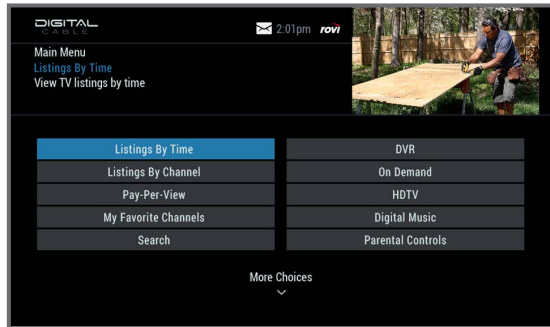 DIGITAL
CABLE
2:01pm rovi
Main Menu
Listings By Time
View TV listings by time
Listings By Time
DVR
Listings By Channel
On Demand
Pay-Per-View
HDTV
My Favorite Channels
Digital Music
Search
Parental Controls
More Choices